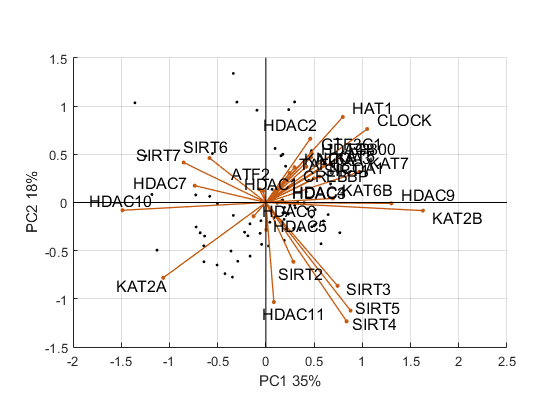 1.5
1
0.5
0
-0.5
-1
-1.5
PC2 18%
HAT1
CLOCK
HDAC2
SIRT6
SIRT7
KAT7
ATF2
HDAC1
CREBBP
HDAC7
KAT6B
HDAC9
HDAC10
KAT2B
HDAC5
SIRT2
KAT2A
SIRT3
HDAC11
SIRT5
SIRT4
-2 -1.5 -1 -0.5 0 0.5 1 1.5 2 2.5
PC1 35%